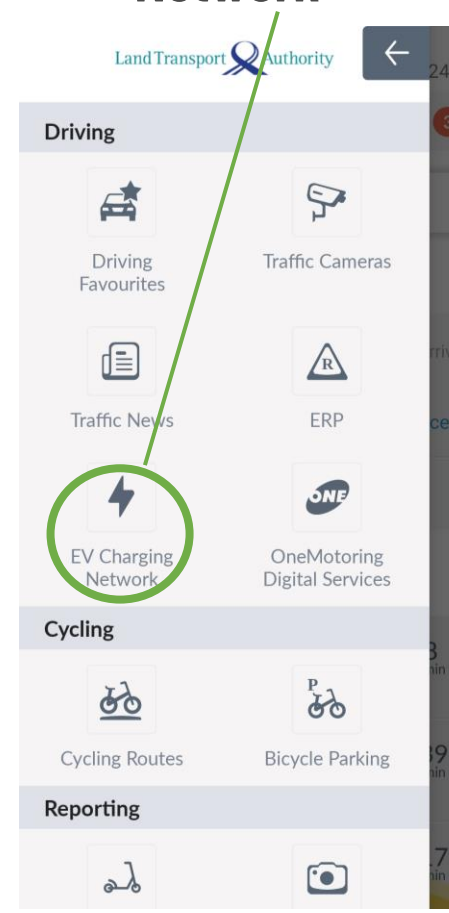 Land Transport Authority
24
Driving
Driving
Favourites
Traffic Cameras
R
Traffic News
ERP
ONE
EV Charging
Network
OneMotoring
Digital Services
Cycling
P
Cycling Routes
Bicycle Parking
Reporting